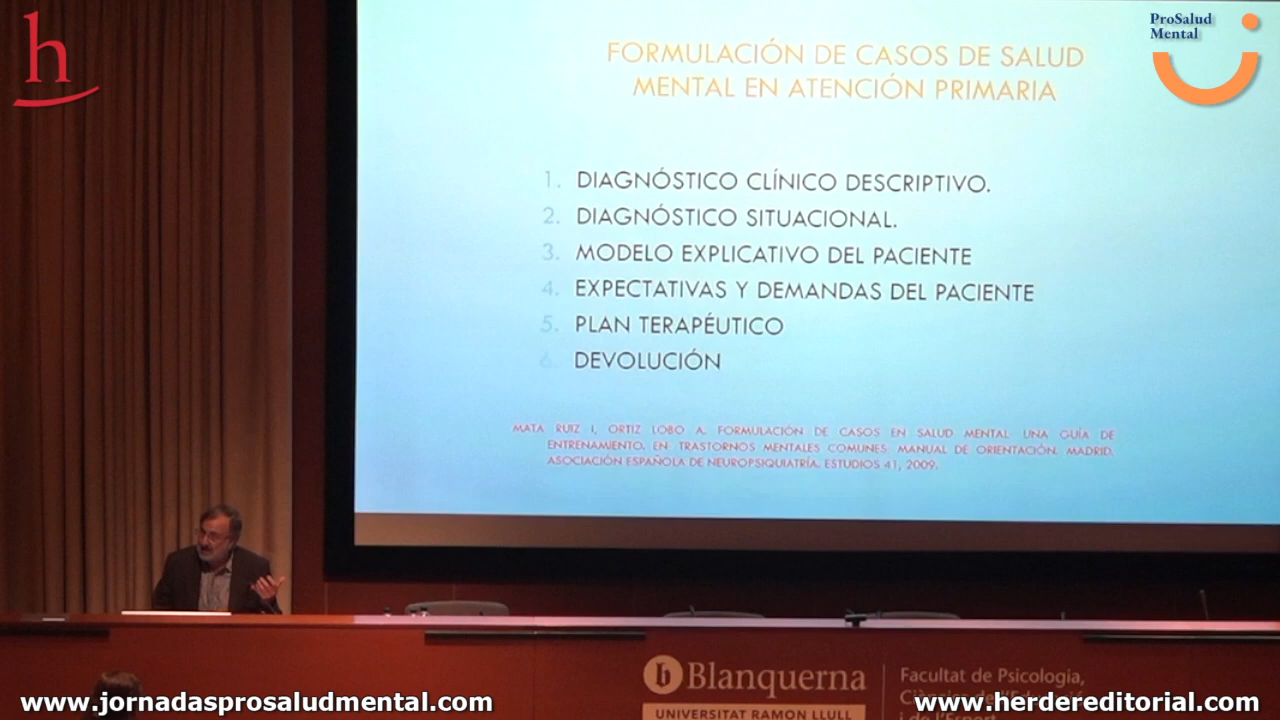 h
ProSalud
Mental
FORMULACIÓN DE CASOS DE SALUD
MENTAL EN ATENCIÓN PRIMARIA
1. DIAGNÓSTICO CLÍNICO DESCRIPTIVO.
2. DIAGNÓSTICO SITUACIONAL.
3. MODELO EXPLICATIVO DEL PACIENTE
4. EXPECTATIVAS Y DEMANDAS DEL PACIENTE
5. PLAN TERAPÉUTICO
6. DEVOLUCIÓN
MATA RUIZ I, ORTIZ LOBO A. FORMULACIÓN DE CASOS EN SALUD MENTAL UNA GUÍA DE
ENTRENAMIENTO. EN TRASTORNOS MENTALES COMUNES: MANUAL DE ORIENTACIÓN. MADRID.
ASOCIACIÓN ESPAÑOLA DE NEUROPSIQUIATRÍA. ESTUDIOS 41, 2009.
b Blanquerna
UNIVERSITAT RAMON LLULL
Facultat de Psicologia,
i de l'Esport
www.jornadasprosaludmental.com
www.herdereditorial.com